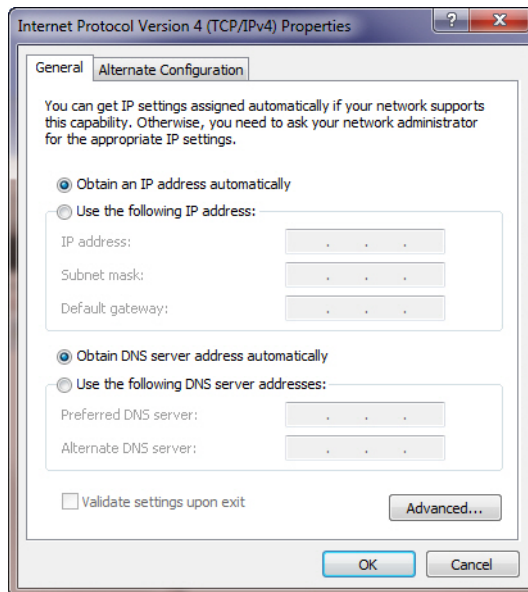 Internet Protocol Version 4 (TCP/IPv4) Properties
?
X
General
Alternate Configuration
You can get IP settings assigned automatically if your network supports
this capability. Otherwise, you need to ask your network administrator
for the appropriate IP settings.
Obtain an IP address automatically
Use the following IP address:
IP address:
. . .
Subnet mask:
. . .
Default gateway:
. . .
Obtain DNS server address automatically
Use the following DNS server addresses:
Preferred DNS server:
. . .
Alternate DNS server:
. . .
Validate settings upon exit
Advanced...
OK
Cancel